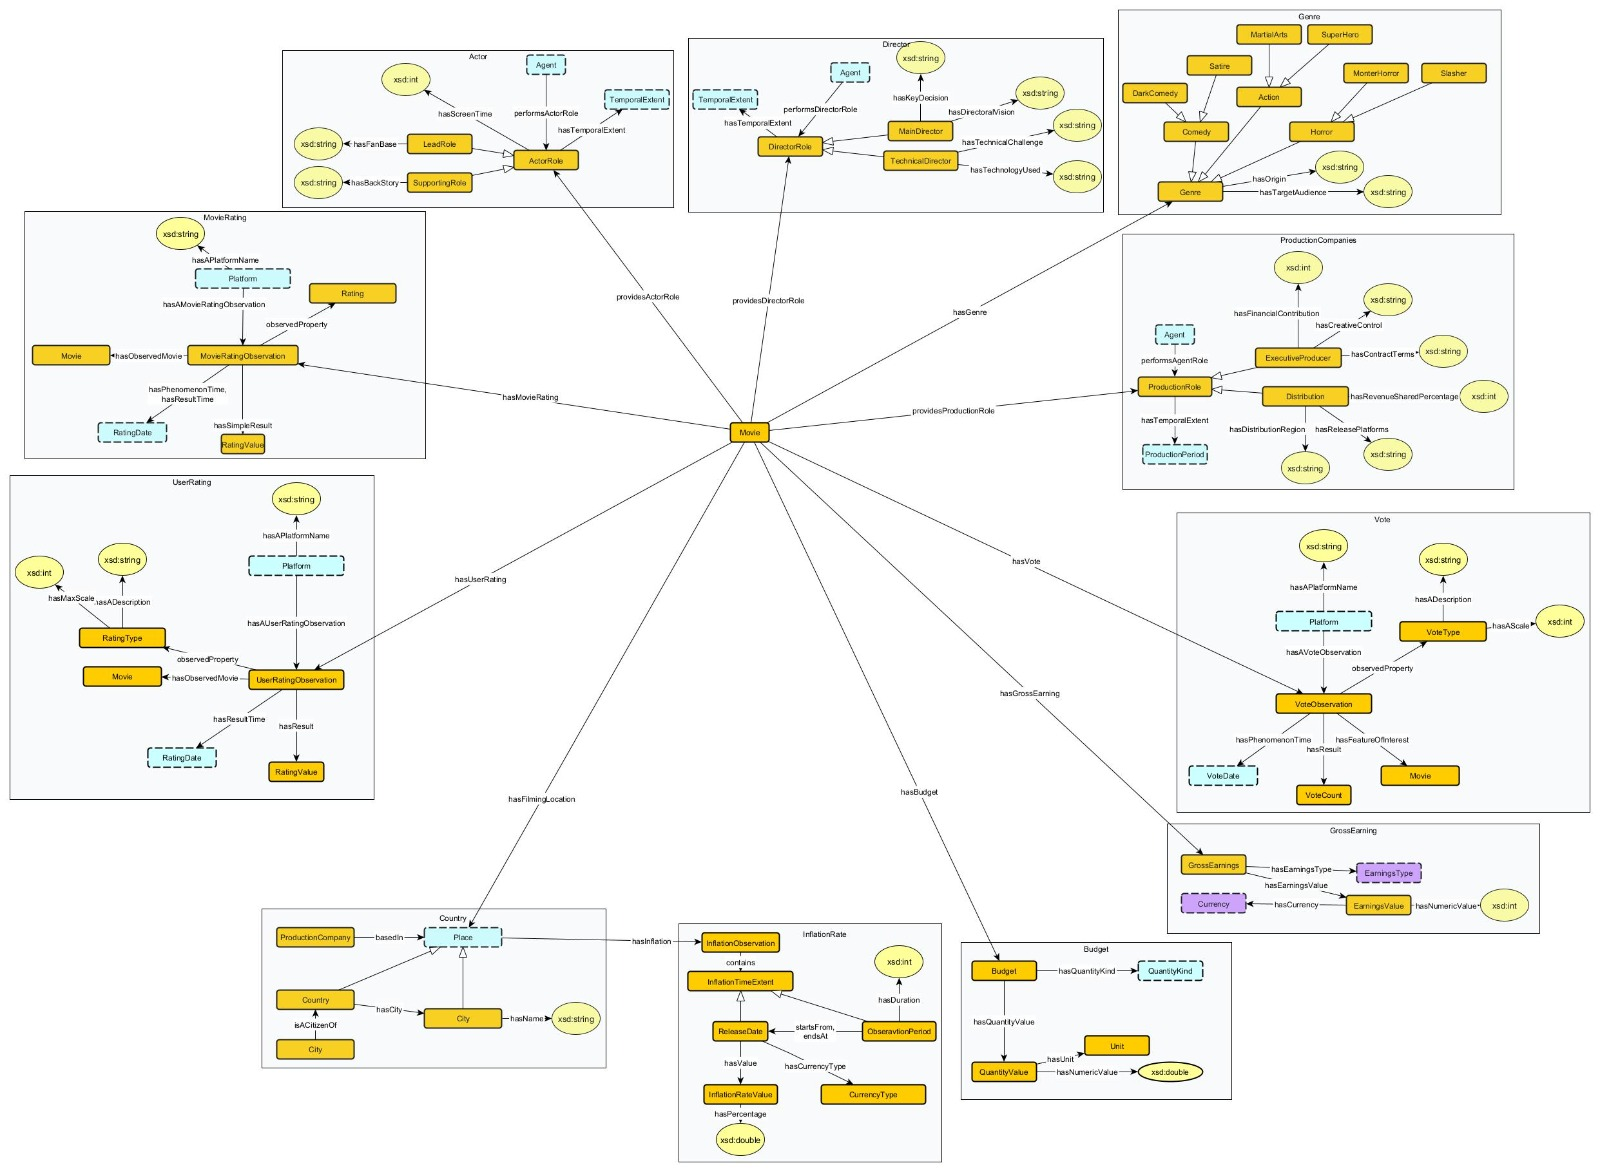 Actor
Agent
xsd:int
TemporalExtent
hasScreenTime
performsActorRole
hasTemporalExtent
xsd:string
hasFanBase
LeadRole
ActorRole
xsd:string
hasBackStory
SupportingRole
Director
xsd:string
Agent
TemporalExtent
hasKeyDecision
xsd:string
performsDirectorRole
hasDirectoralVision
hasTemporalExtent
MainDirector
xsd:string
hasTechnicalChallenge
DirectorRole
TechnicalDirector
hasTechnologyUsed
xsd:string
Genre
MartialArts
SuperHero
Satire
MonterHorror
Slasher
DarkComedy
Action
Comedy
Horror
xsd:string
hasOrigin
Genre
hasTargetAudience
xsd:string
MovieRating
xsd:string
hasAPlatformName
Platform
hasAMovieRatingObservation
Rating
observedProperty
Movie
hasObservedMovie
MovieRatingObservation
hasPhenomenonTime,
hasResultTime
RatingDate
hasSimpleResult
RatingValue
ProductionCompanies
xsd:int
xsd:string
hasFinancialContribution
hasCreativeControl
Agent
performsAgentRole
ExecutiveProducer
hasContractTerms
xsd:string
ProductionRole
Distribution
hasRevenueSharedPercentage
xsd:int
hasTemporalExtent
hasDistributionRegion
hasReleasePlatforms
ProductionPeriod
xsd:string
xsd:string
providesActorRole
providesDirectorRole
hasGenre
hasMovieRating
providesProductionRole
Movie
hasUserRating
hasVote
hasGrossEarning
hasFilmingLocation
hasBudget
UserRating
xsd:string
hasAPlatformName
xsd:string
xsd:int
Platform
hasMaxScale
hasADescription
hasAUserRatingObservation
RatingType
observedProperty
Movie
hasObservedMovie
UserRatingObservation
hasResultTime
hasResult
RatingDate
RatingValue
Vote
xsd:string
xsd:string
hasAPlatformName
hasADescription
Platform
VoteType
hasAScale
xsd:int
hasAVoteObservation
observedProperty
VoteObservation
hasPhenomenonTime
hasFeatureOfInterest
hasResult
VoteDate
Movie
VoteCount
GrossEarning
GrossEarnings
hasEarningsType
EarningsType
hasEarningsValue
Currency
hasCurrency
EarningsValue
hasNumericValue
xsd:int
Country
ProductionCompany
basedIn
Place
hasInflation
Country
hasCity
City
hasName
xsd:string
isACitizenOf
City
InflationRate
InflationObservation
contains
xsd:int
InflationTimeExtent
hasDuration
ReleaseDate
startsFrom,
endsAt
ObseravtionPeriod
hasValue
hasCurrencyType
InflationRateValue
CurrencyType
hasPercentage
xsd:double
Budget
Budget
hasQuantityKind
QuantityKind
hasQuantityValue
Unit
hasUnit
QuantityValue
hasNumericValue
xsd:double